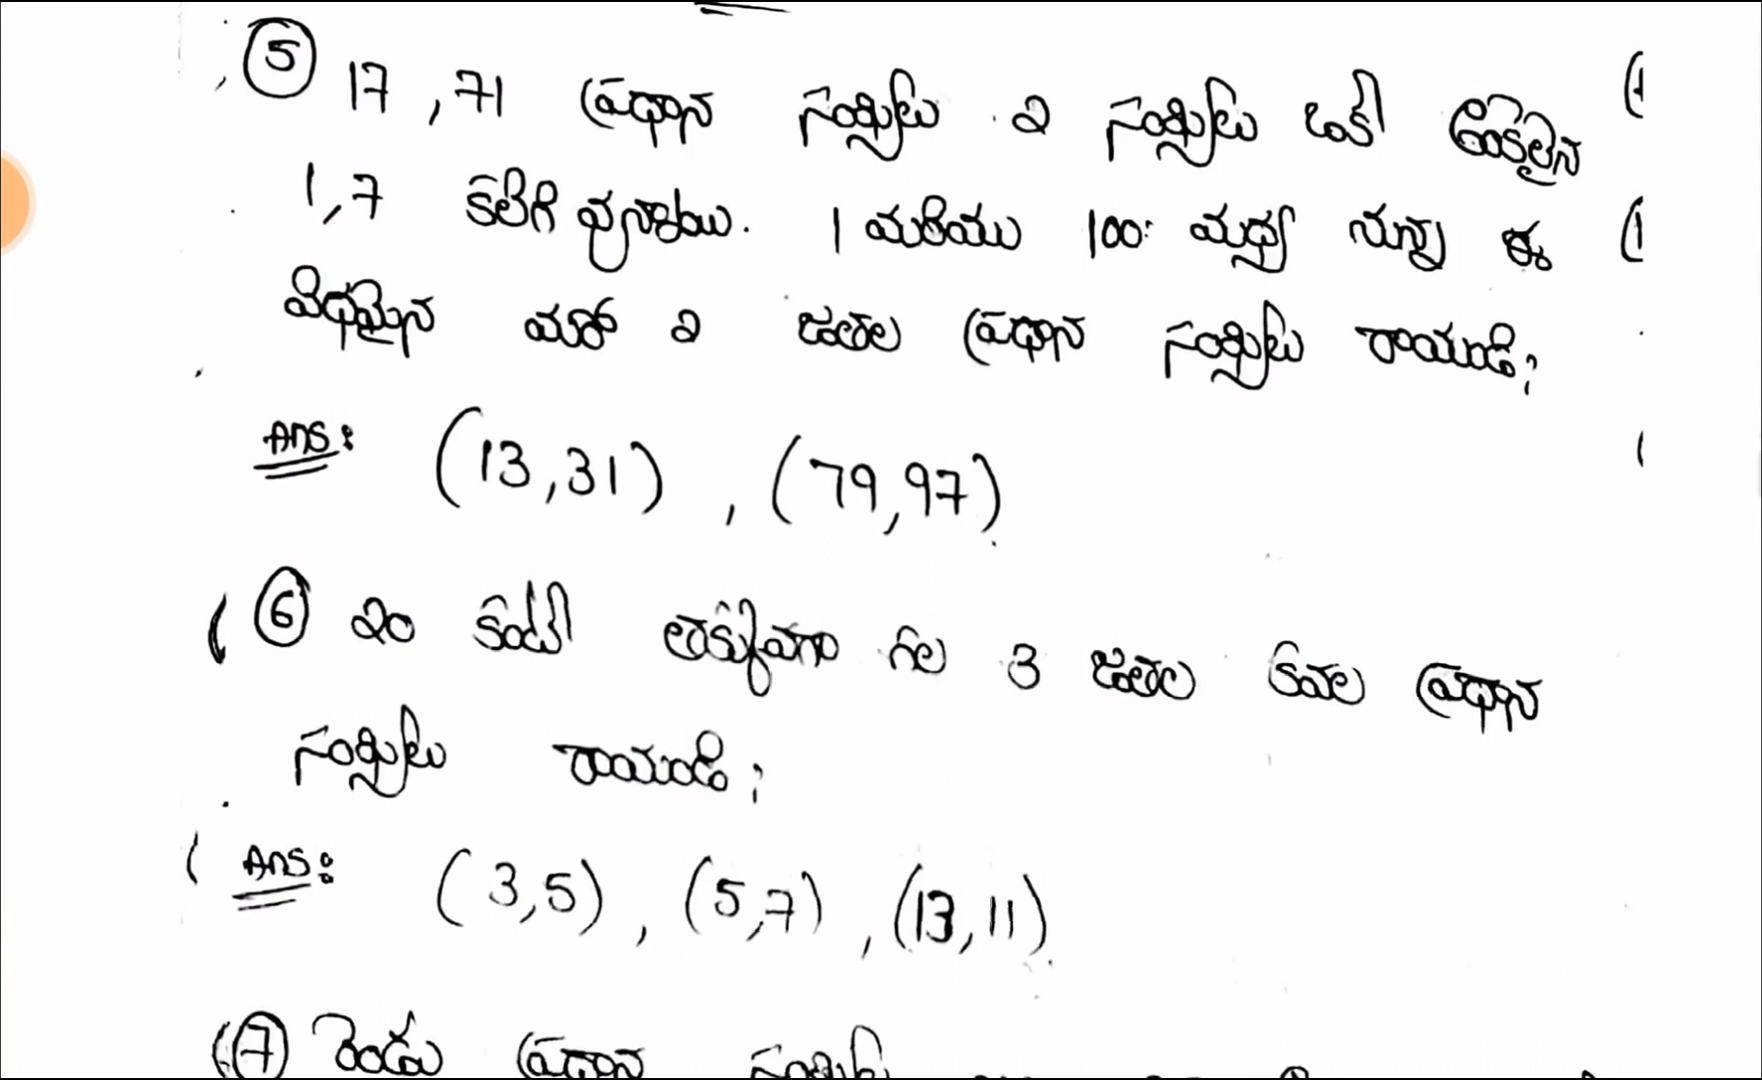 ⑤ 17 , 71 ప్రధాన సంఖ్యలు . 2 సంఖ్యలు ఒకే అంకెలైన
1,7 కలిగి వున్నాయి. 1 మరియు 100 మధ్య నున్న ఈ
విధమైన మరో 2 జతల ప్రధాన సంఖ్యలు రాయండి;
Ans: (13,31) , (79,97)
⑥ 20 కంటే తక్కువగా గల 3 జతల కవల ప్రధాన
సంఖ్యలు రాయండి;
Ans: (3,5) , (5,7) , (13,11)
⑦ రెండు ప్రధాన